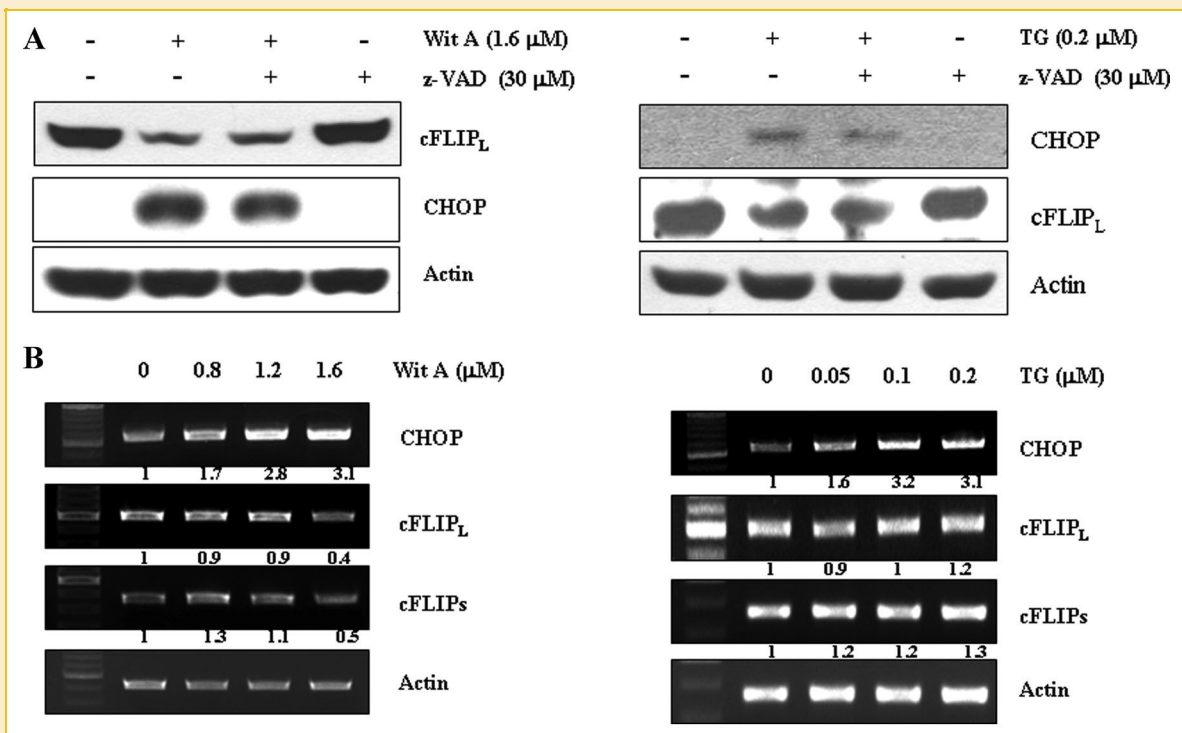 A
- + + - Wit A (1.6 µM)
- - + + z-VAD (30 µM)
cFLIPL
CHOP
Actin
- + + - TG (0.2 µM)
- - + + z-VAD (30 µM)
CHOP
cFLIPL
Actin
B
0 0.8 1.2 1.6 Wit A (µM)
CHOP
1 1.7 2.8 3.1
cFLIPL
1 0.9 0.9 0.4
cFLIPs
1 1.3 1.1 0.5
Actin
0 0.05 0.1 0.2 TG (µM)
CHOP
1 1.6 3.2 3.1
cFLIPL
1 0.9 1 1.2
cFLIPs
1 1.2 1.2 1.3
Actin